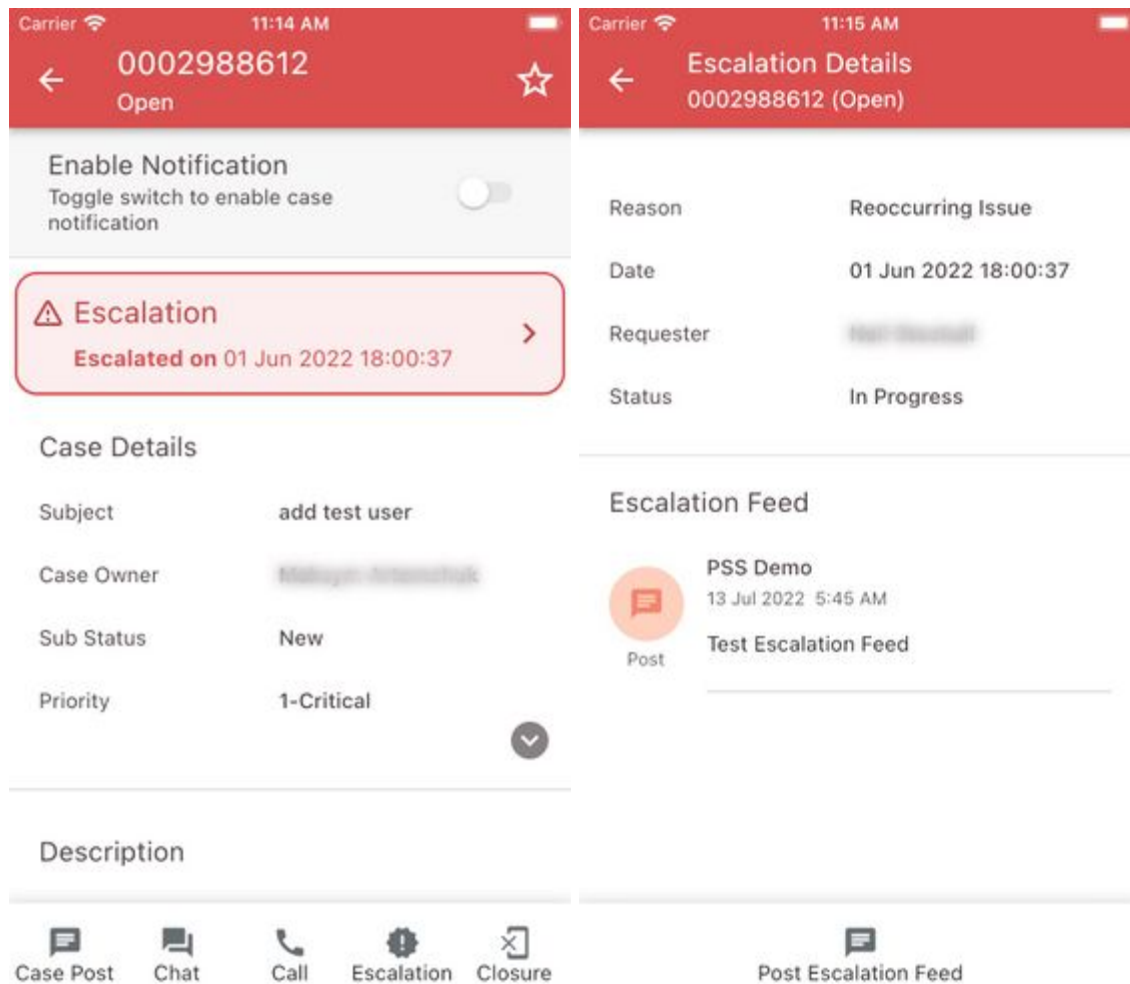 Carrier 11:14 AM
0002988612
Open
Enable Notification
Toggle switch to enable case
notification
Escalation
Escalated on 01 Jun 2022 18:00:37
Case Details
Subject add test user
Case Owner
Sub Status New
Priority 1-Critical
Description
Case Post Chat Call Escalation Closure
Carrier 11:15 AM
Escalation Details
0002988612 (Open)
Reason Reoccurring Issue
Date 01 Jun 2022 18:00:37
Requester
Status In Progress
Escalation Feed
PSS Demo
13 Jul 2022 5:45 AM
Post Test Escalation Feed
Post Escalation Feed